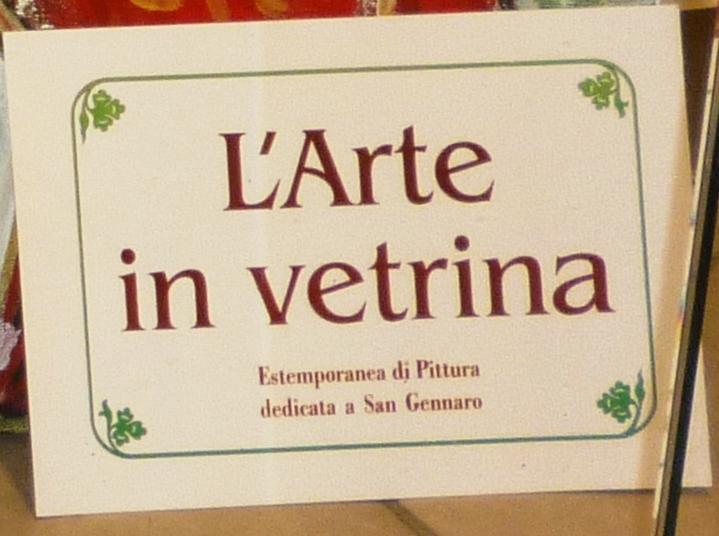 L'Arte
in vetrina
Estemporanea di Pittura
dedicata a San Gennaro